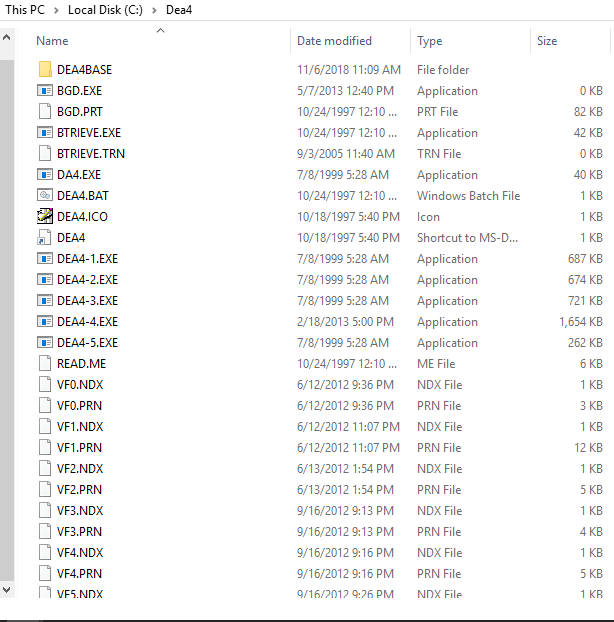 This PC > Local Disk (C:) > Dea4
Name Date modified Type Size
DEA4BASE 11/6/2018 11:09 AM File folder
BGD.EXE 5/7/2013 12:40 PM Application 0 KB
BGD.PRT 10/24/1997 12:10 ... PRT File 82 KB
BTRIEVE.EXE 10/24/1997 12:10 ... Application 42 KB
BTRIEVE.TRN 9/3/2005 11:40 AM TRN File 0 KB
DA4.EXE 7/8/1999 5:28 AM Application 40 KB
DEA4.BAT 10/24/1997 12:10 ... Windows Batch File 1 KB
DEA4.ICO 10/18/1997 5:40 PM Icon 1 KB
DEA4 10/18/1997 5:40 PM Shortcut to MS-D... 1 KB
DEA4-1.EXE 7/8/1999 5:28 AM Application 687 KB
DEA4-2.EXE 7/8/1999 5:28 AM Application 674 KB
DEA4-3.EXE 7/8/1999 5:28 AM Application 721 KB
DEA4-4.EXE 2/18/2013 5:00 PM Application 1,654 KB
DEA4-5.EXE 7/8/1999 5:28 AM Application 262 KB
READ.ME 10/24/1997 12:10 ... ME File 6 KB
VF0.NDX 6/12/2012 9:36 PM NDX File 1 KB
VF0.PRN 6/12/2012 9:36 PM PRN File 3 KB
VF1.NDX 6/12/2012 11:07 PM NDX File 1 KB
VF1.PRN 6/12/2012 11:07 PM PRN File 12 KB
VF2.NDX 6/13/2012 1:54 PM NDX File 1 KB
VF2.PRN 6/13/2012 1:54 PM PRN File 5 KB
VF3.NDX 9/16/2012 9:13 PM NDX File 1 KB
VF3.PRN 9/16/2012 9:13 PM PRN File 4 KB
VF4.NDX 9/16/2012 9:16 PM NDX File 1 KB
VF4.PRN 9/16/2012 9:16 PM PRN File 5 KB
VF5.NDX 9/16/2012 9:26 PM NDX File 1 KB